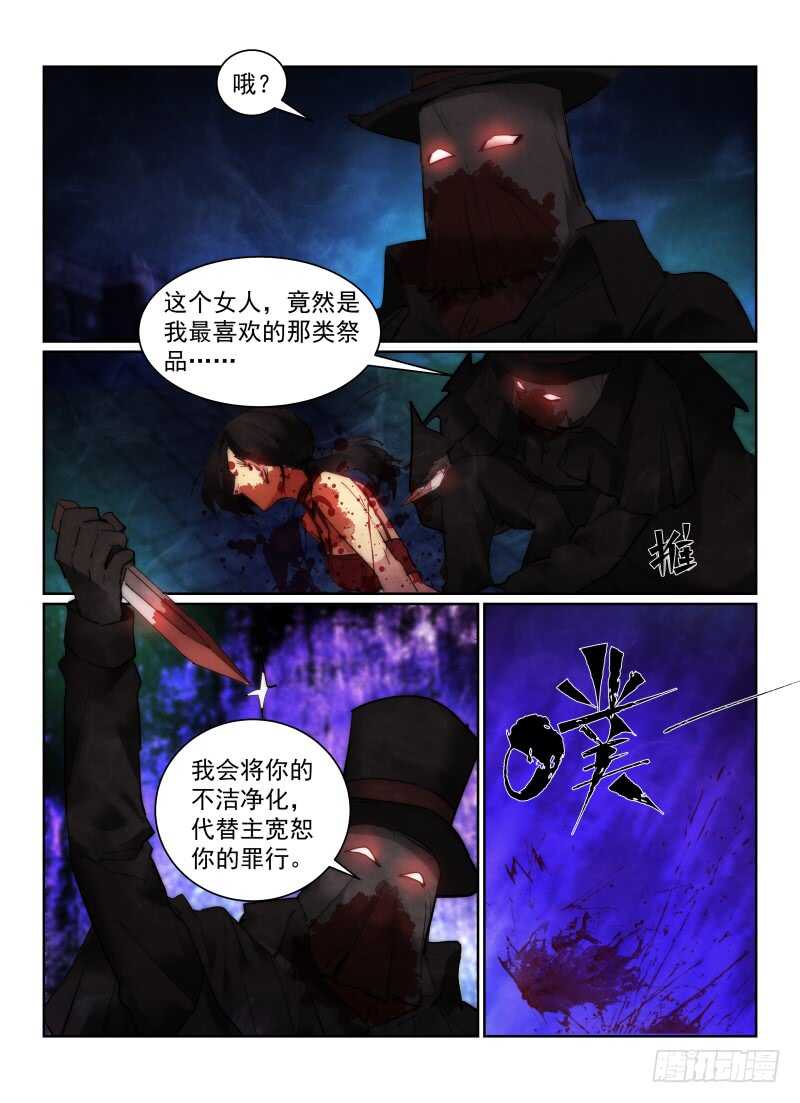 哦？
这个女人，竟然是
我最喜欢的那类祭
品……
推
我会将你的
不洁净化，
代替主宽恕
你的罪行。
噗
腾讯动漫